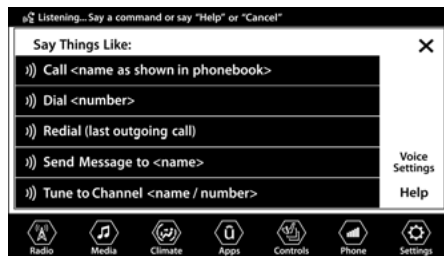 Listening... Say a command or say "Help" or "Cancel"
Say Things Like:
Call <name as shown in phonebook>
Dial <number>
Redial (last outgoing call)
Send Message to <name>
Tune to Channel <name / number>
Voice
Settings
Help
Radio
Media
Climate
Apps
Controls
Phone
Settings